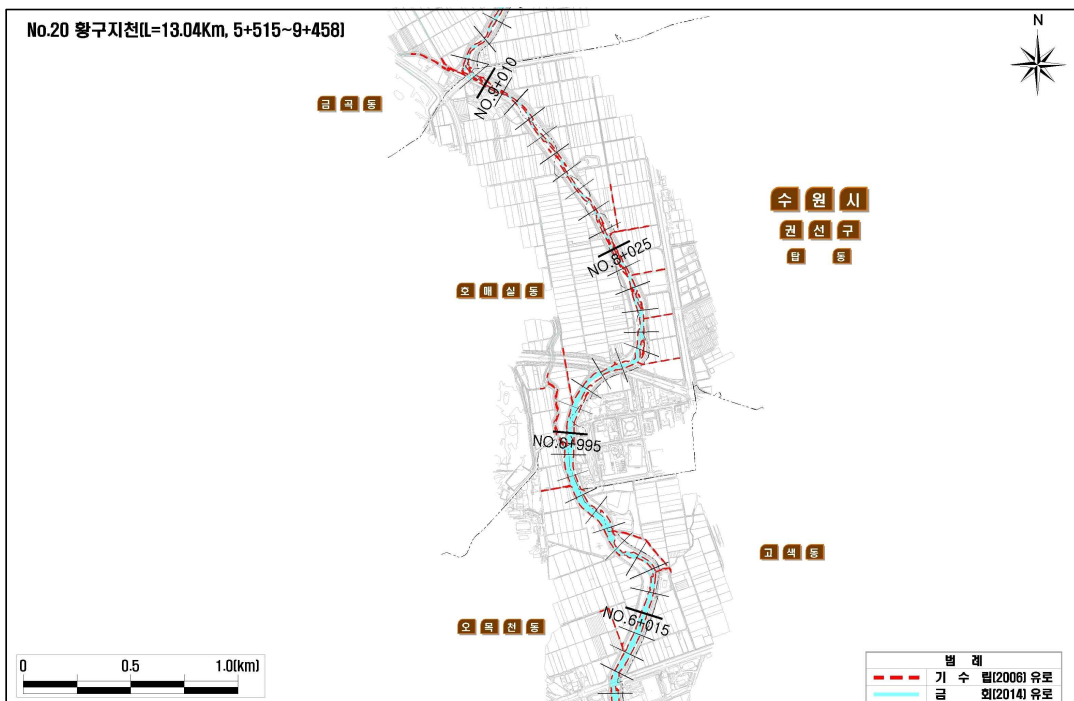 No.20 황구지천[L=13.04Km, 5+515~9+458]
N
금곡동
NO.9+010
수원시
권선구
탑동
NO.8+025
호매실동
NO.6+995
고색동
오목천동
NO.6+015
0 0.5 1.0(km)
범 례
기 수 립(2006) 유로
금 회(2014) 유로